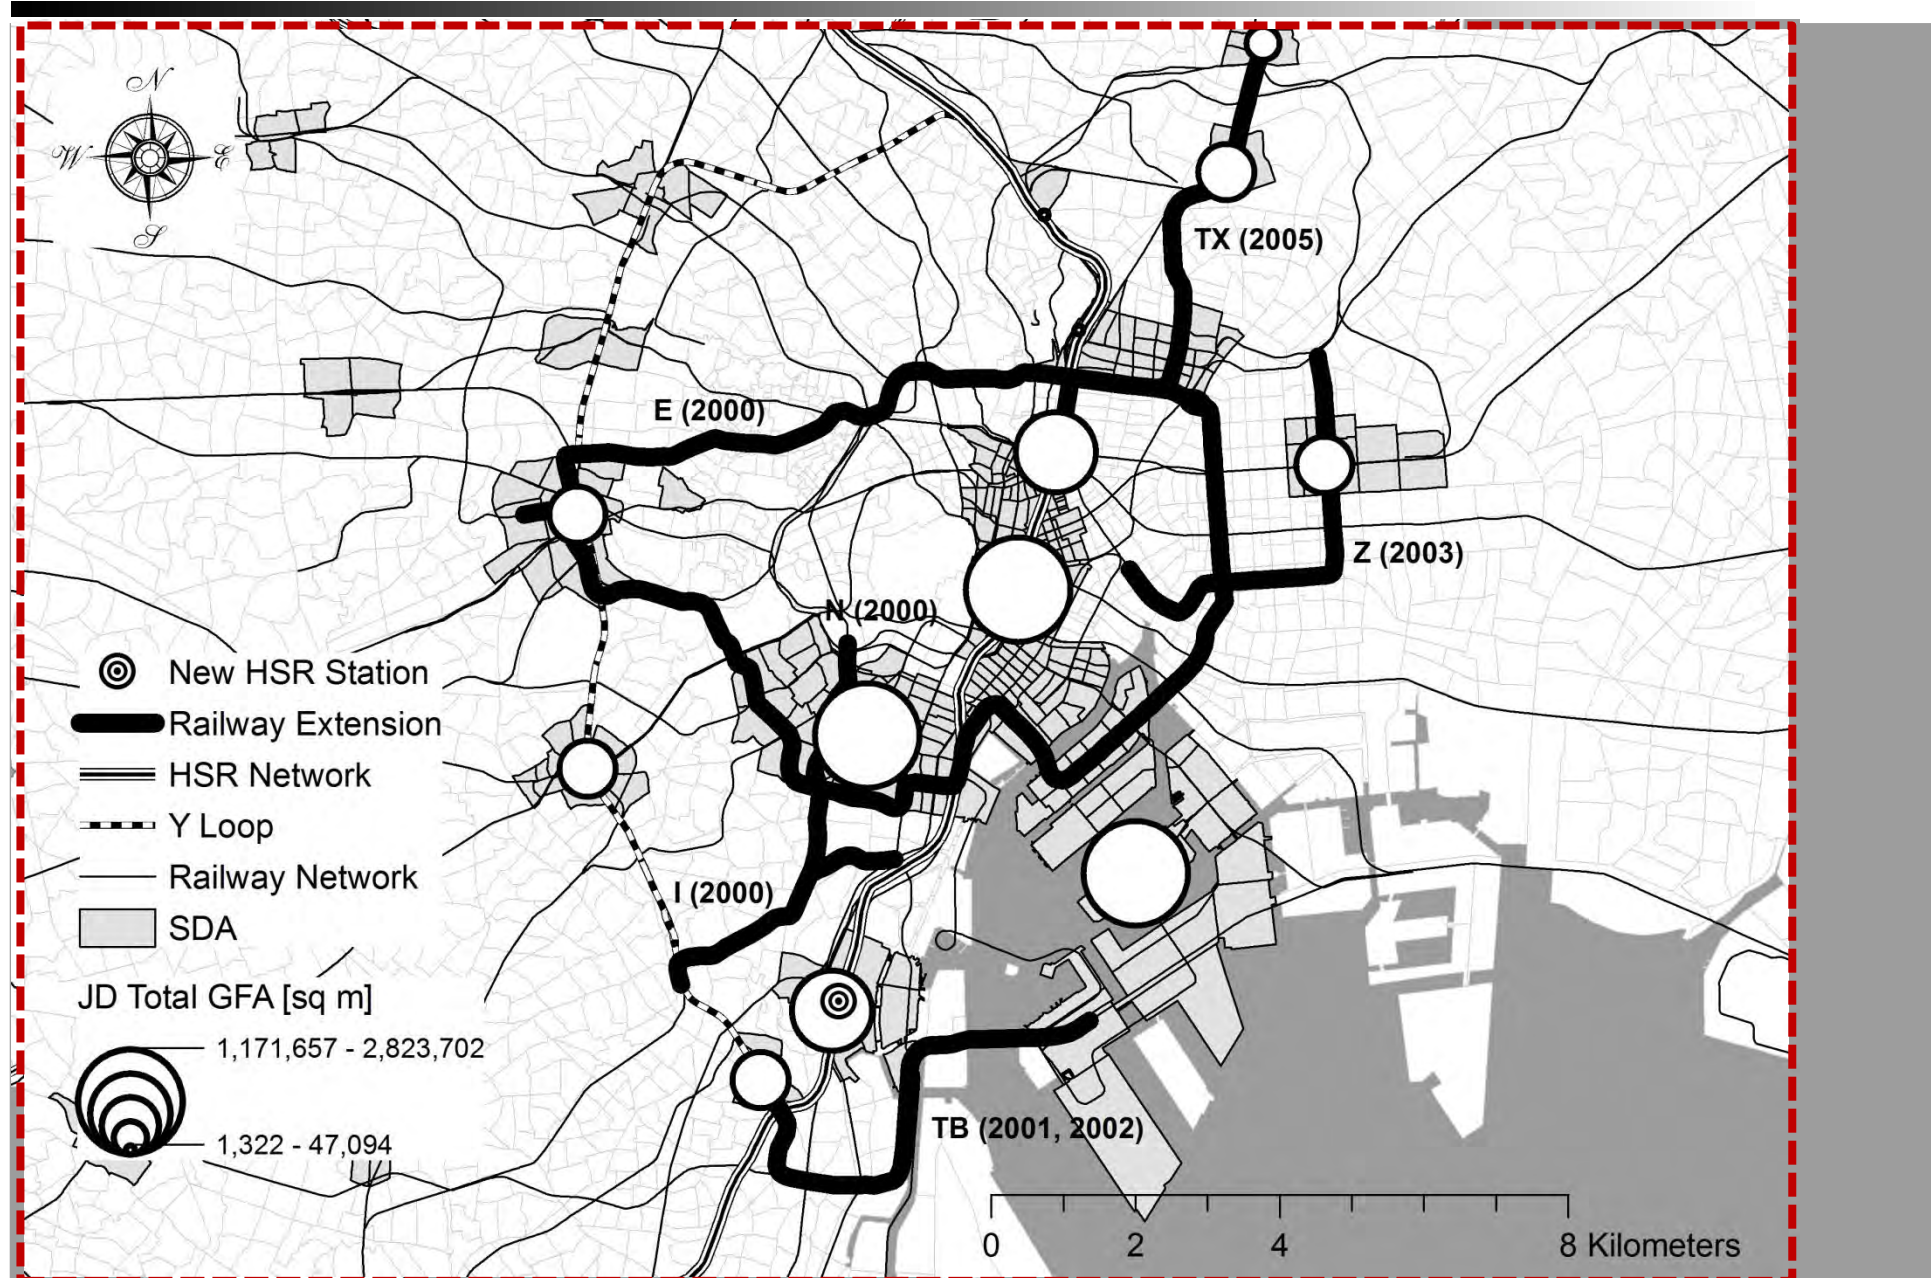 N
W E
S
TX (2005)
E (2000)
Z (2003)
N (2000)
New HSR Station
Railway Extension
HSR Network
Y Loop
Railway Network
I (2000)
SDA
JD Total GFA [sq m]
1,171,657 - 2,823,702
1,322 - 47,094
TB (2001, 2002)
0 2 4 8 Kilometers